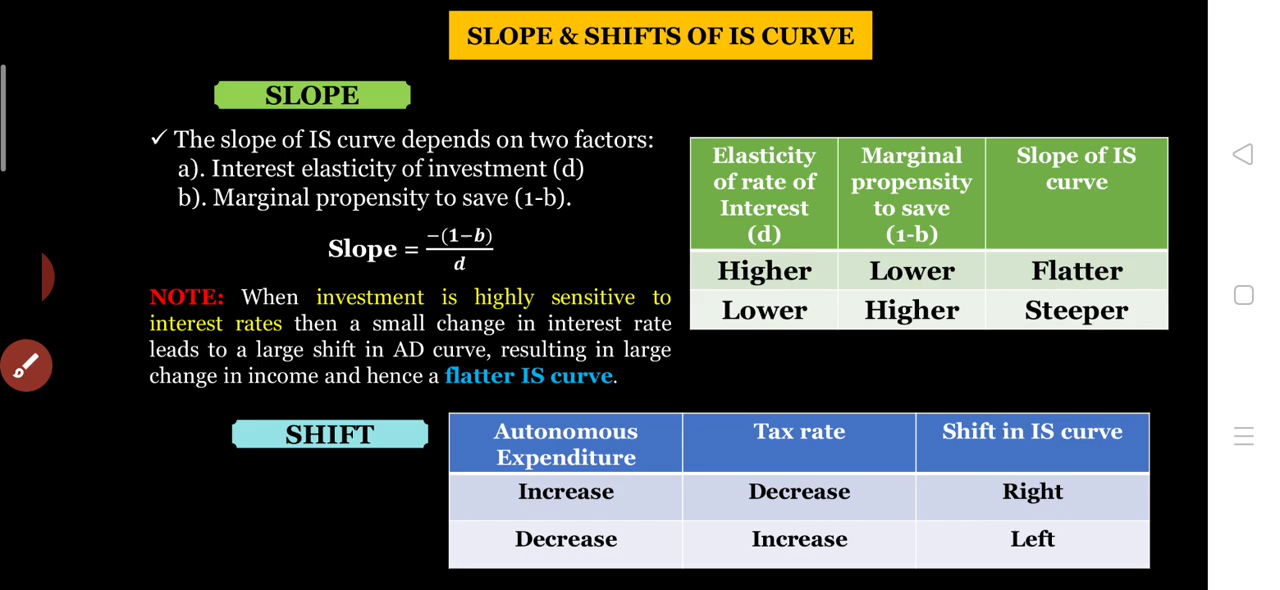 SLOPE & SHIFTS OF IS CURVE
SLOPE
✓ The slope of IS curve depends on two factors:
a). Interest elasticity of investment (d)
b). Marginal propensity to save (1-b).
Slope = −(1−b)/d
NOTE: When investment is highly sensitive to
interest rates then a small change in interest rate
leads to a large shift in AD curve, resulting in large
change in income and hence a flatter IS curve.
Elasticity of rate of Interest (d) Marginal propensity to save (1-b) Slope of IS curve
Higher Lower Flatter
Lower Higher Steeper
SHIFT
Autonomous Expenditure Tax rate Shift in IS curve
Increase Decrease Right
Decrease Increase Left